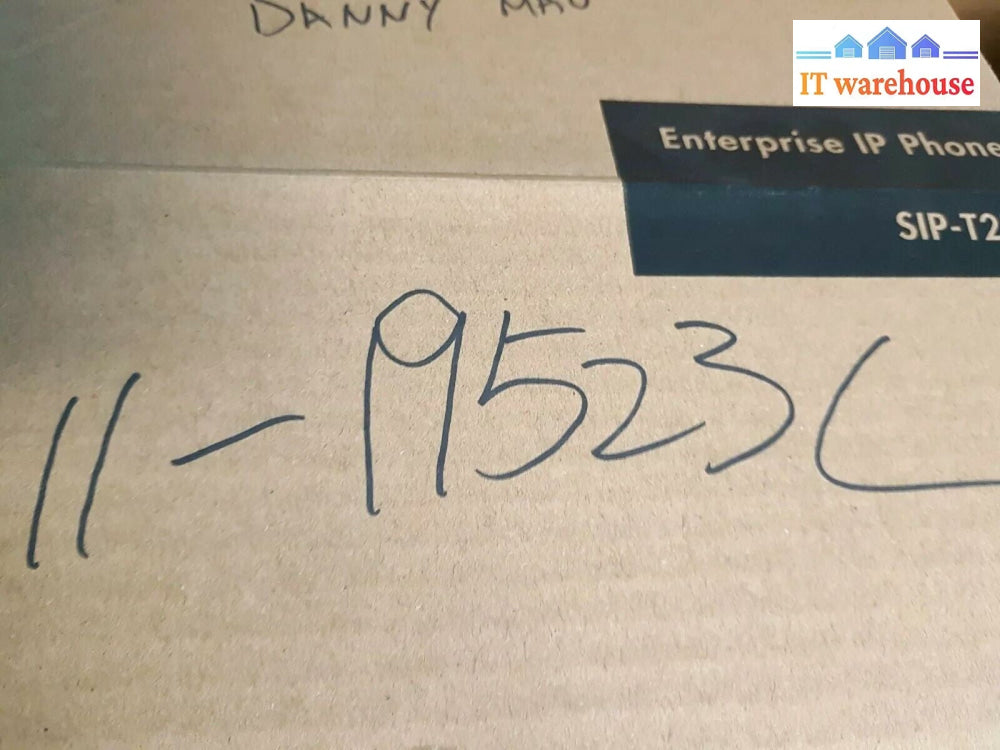 DANNY
IT warehouse
Enterprise IP Phone
SIP-T2
11-19523